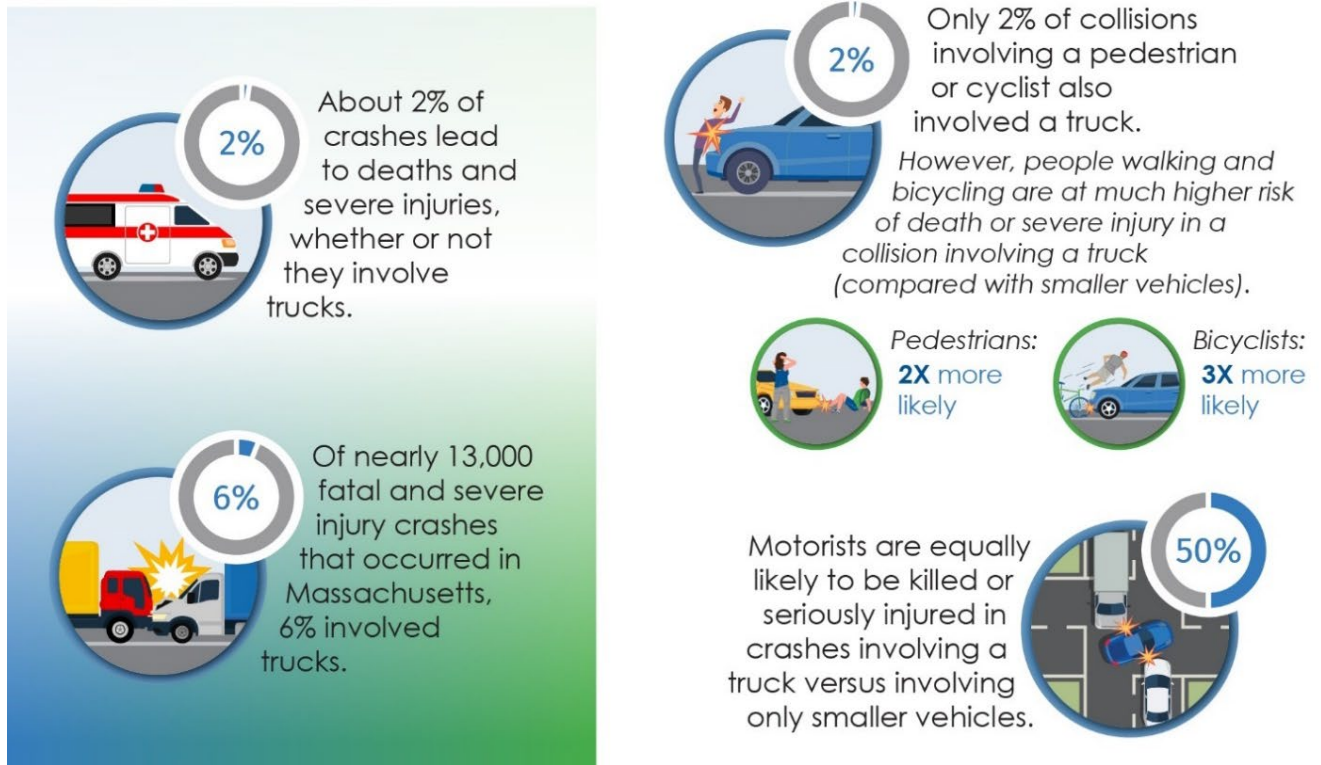 2%
About 2% of
crashes lead
to deaths and
severe injuries,
whether or not
they involve
trucks.
6%
Of nearly 13,000
fatal and severe
injury crashes
that occurred in
Massachusetts,
6% involved
trucks.
2%
Only 2% of collisions
involving a pedestrian
or cyclist also
involved a truck.
However, people walking and
bicycling are at much higher risk
of death or severe injury in a
collision involving a truck
(compared with smaller vehicles).
Pedestrians:
2X more
likely
Bicyclists:
3X more
likely
Motorists are equally
likely to be killed or
seriously injured in
crashes involving a
truck versus involving
only smaller vehicles.
50%